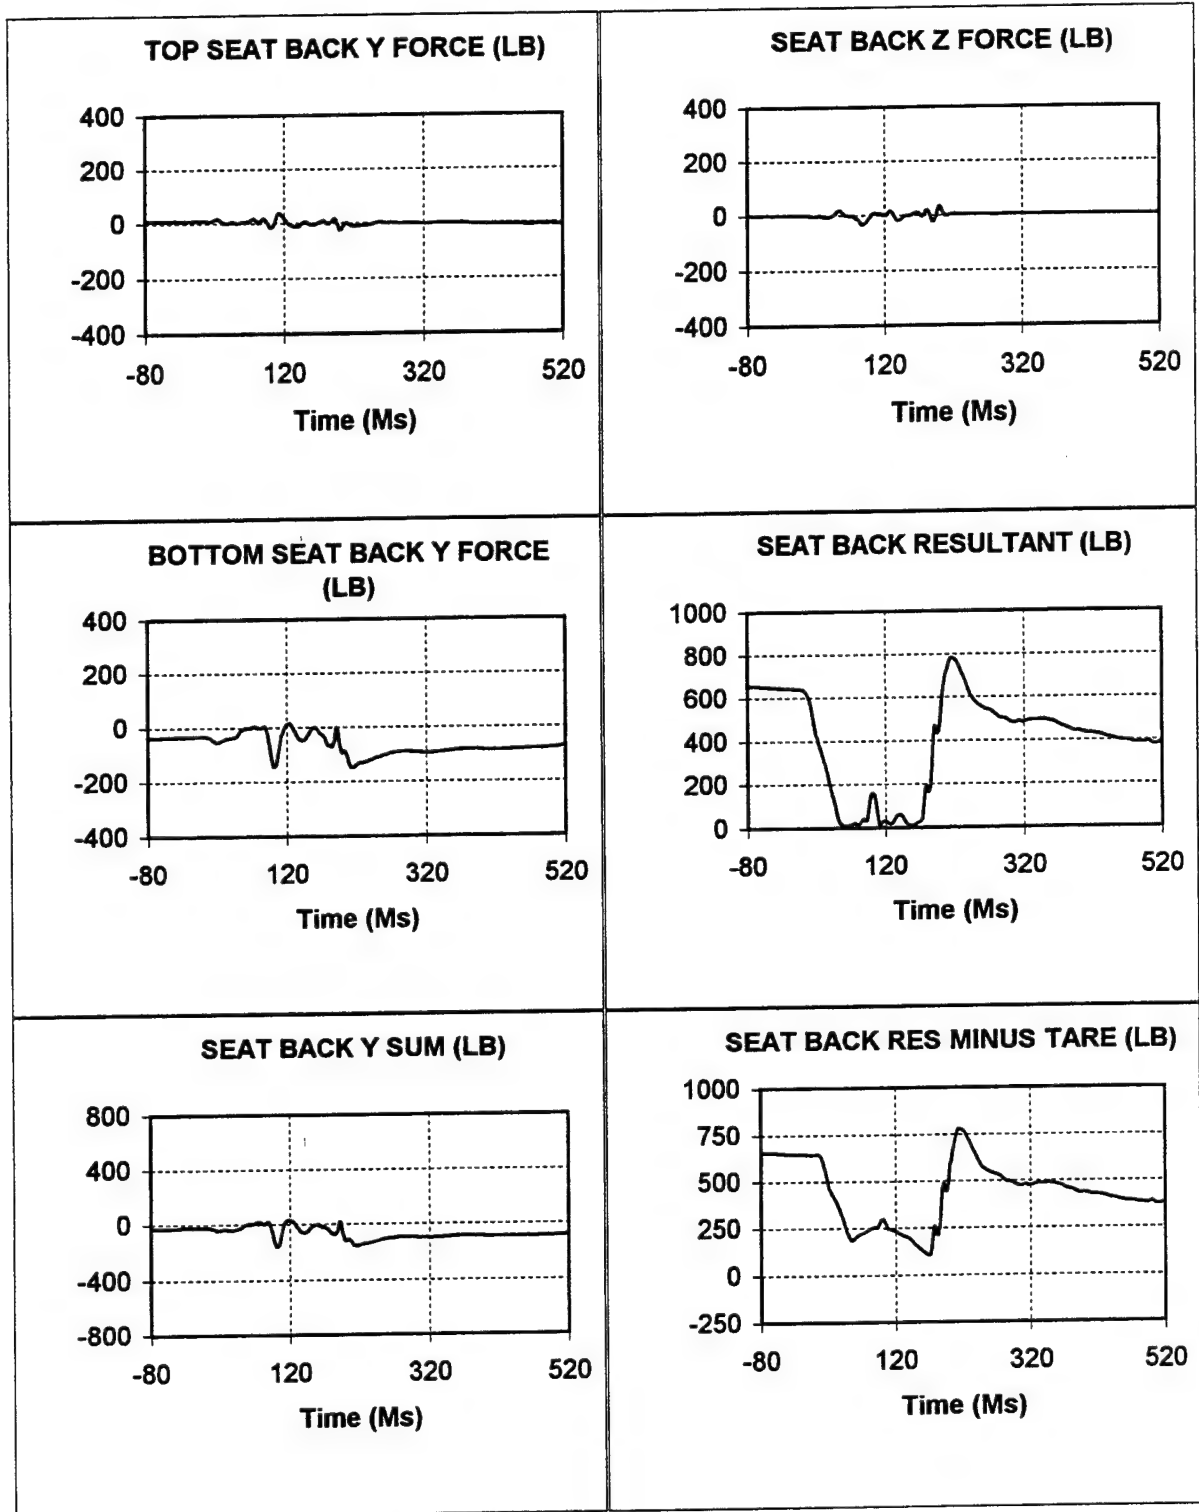 TOP SEAT BACK Y FORCE (LB)
400
200
0
-200
-400
-80 120 320 520
Time (Ms)
SEAT BACK Z FORCE (LB)
400
200
0
-200
-400
-80 120 320 520
Time (Ms)
BOTTOM SEAT BACK Y FORCE
(LB)
400
200
0
-200
-400
-80 120 320 520
Time (Ms)
SEAT BACK RESULTANT (LB)
1000
800
600
400
200
0
-80 120 320 520
Time (Ms)
SEAT BACK Y SUM (LB)
800
400
0
-400
-800
-80 120 320 520
Time (Ms)
SEAT BACK RES MINUS TARE (LB)
1000
750
500
250
0
-250
-80 120 320 520
Time (Ms)